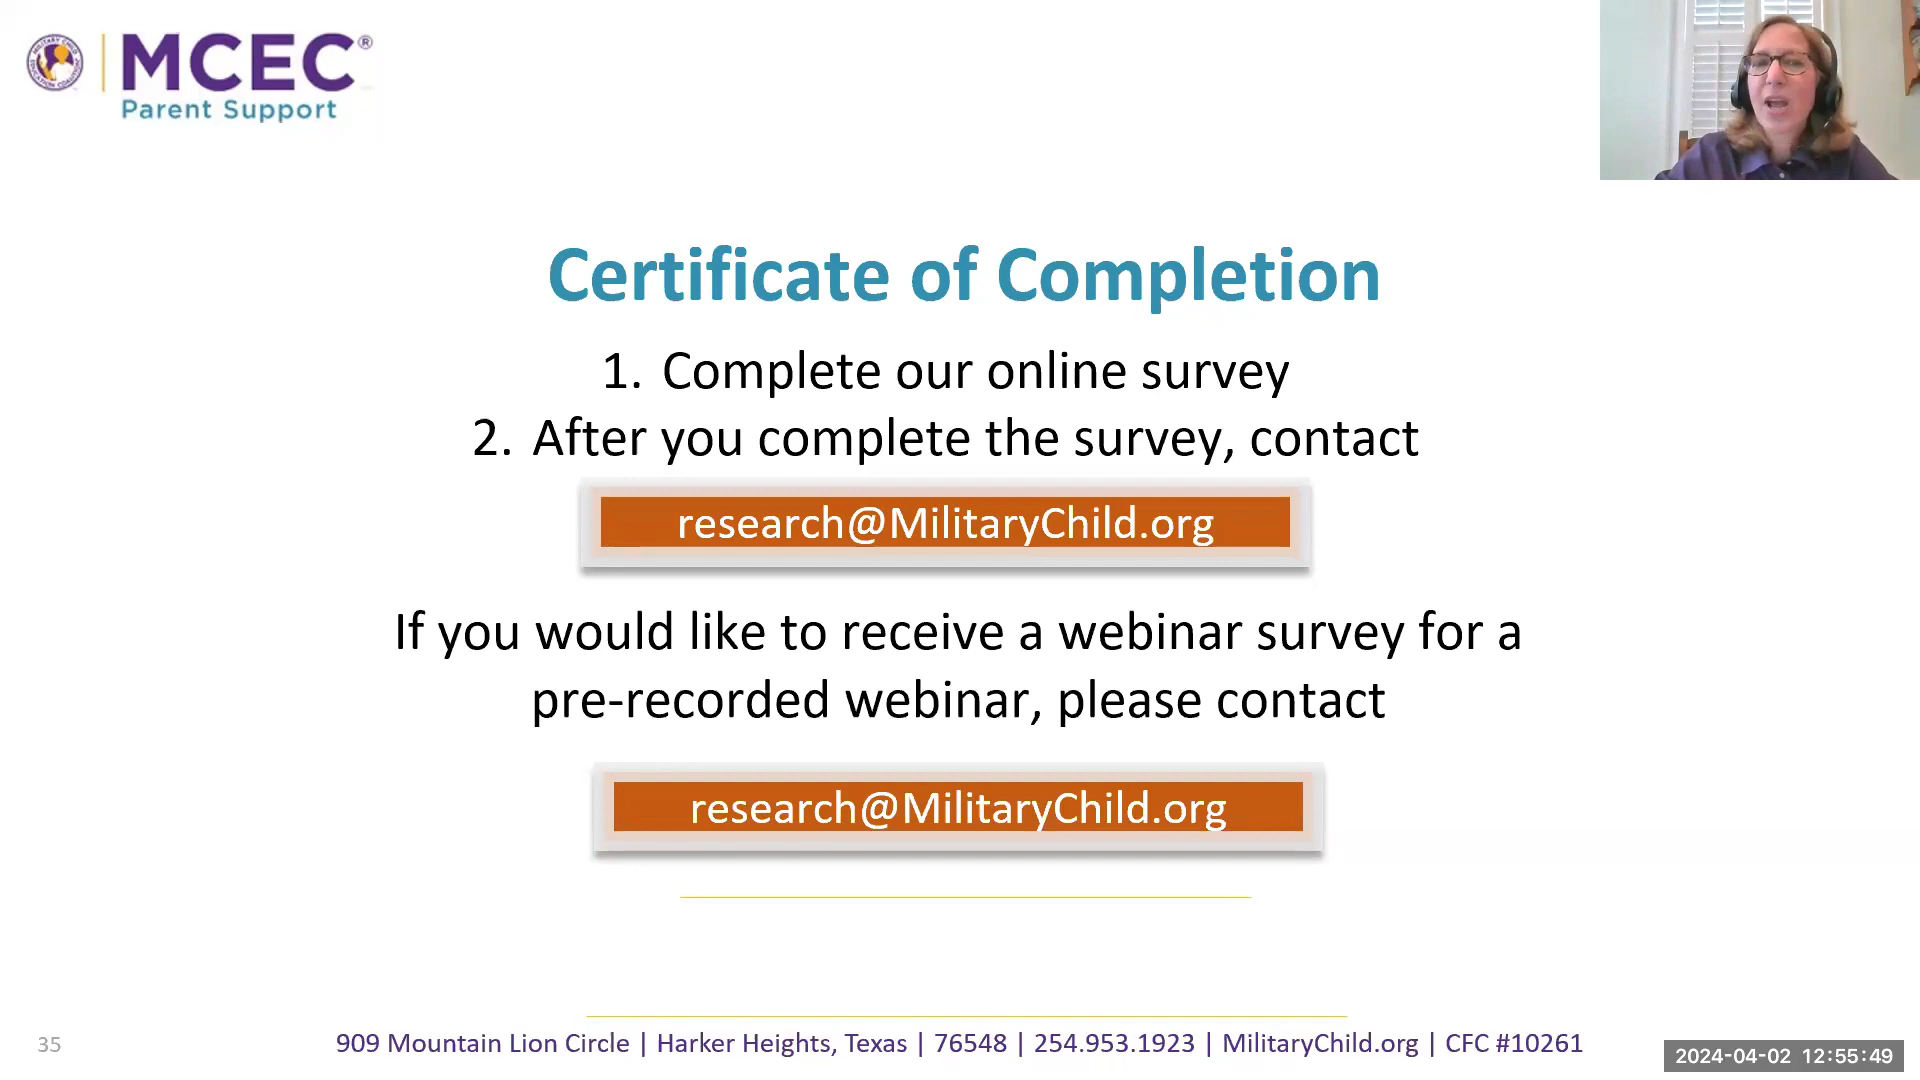 MCEC®
Parent Support
Certificate of Completion
1. Complete our online survey
2. After you complete the survey, contact
research@MilitaryChild.org
If you would like to receive a webinar survey for a
pre-recorded webinar, please contact
research@MilitaryChild.org
35
909 Mountain Lion Circle | Harker Heights, Texas | 76548 | 254.953.1923 | MilitaryChild.org | CFC #10261
2024-04-02 12:55:49